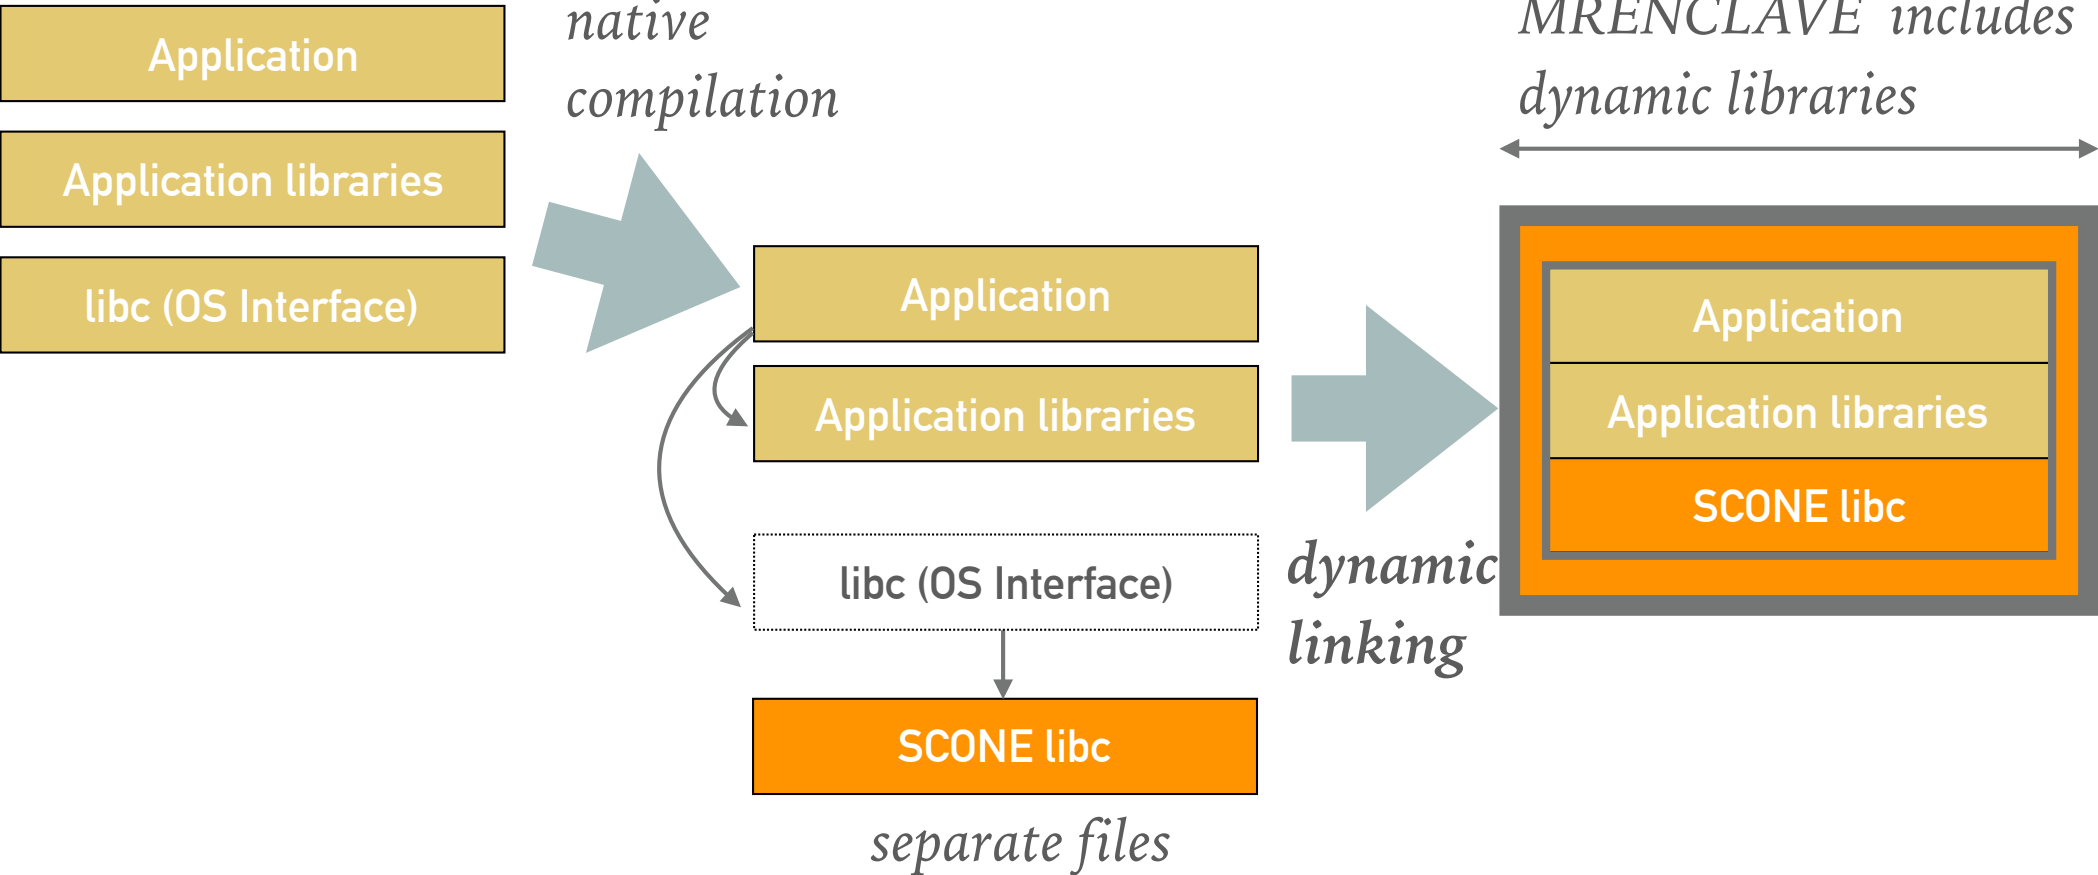 Application
Application libraries
libc (OS Interface)
native
compilation
Application
Application libraries
libc (OS Interface)
SCONE libc
separate files
dynamic
linking
MRENCLAVE includes
dynamic libraries
Application
Application libraries
SCONE libc